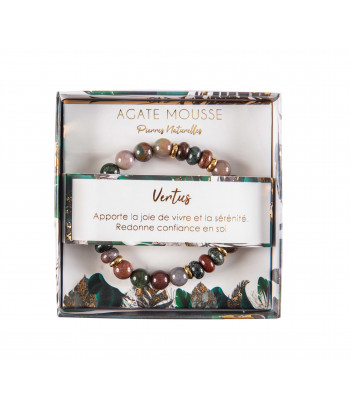 AGATE MOUSSE
Pierres Naturelles
Vertus
Apporte la joie de vivre et la sérénité.
Redonne confiance en soi